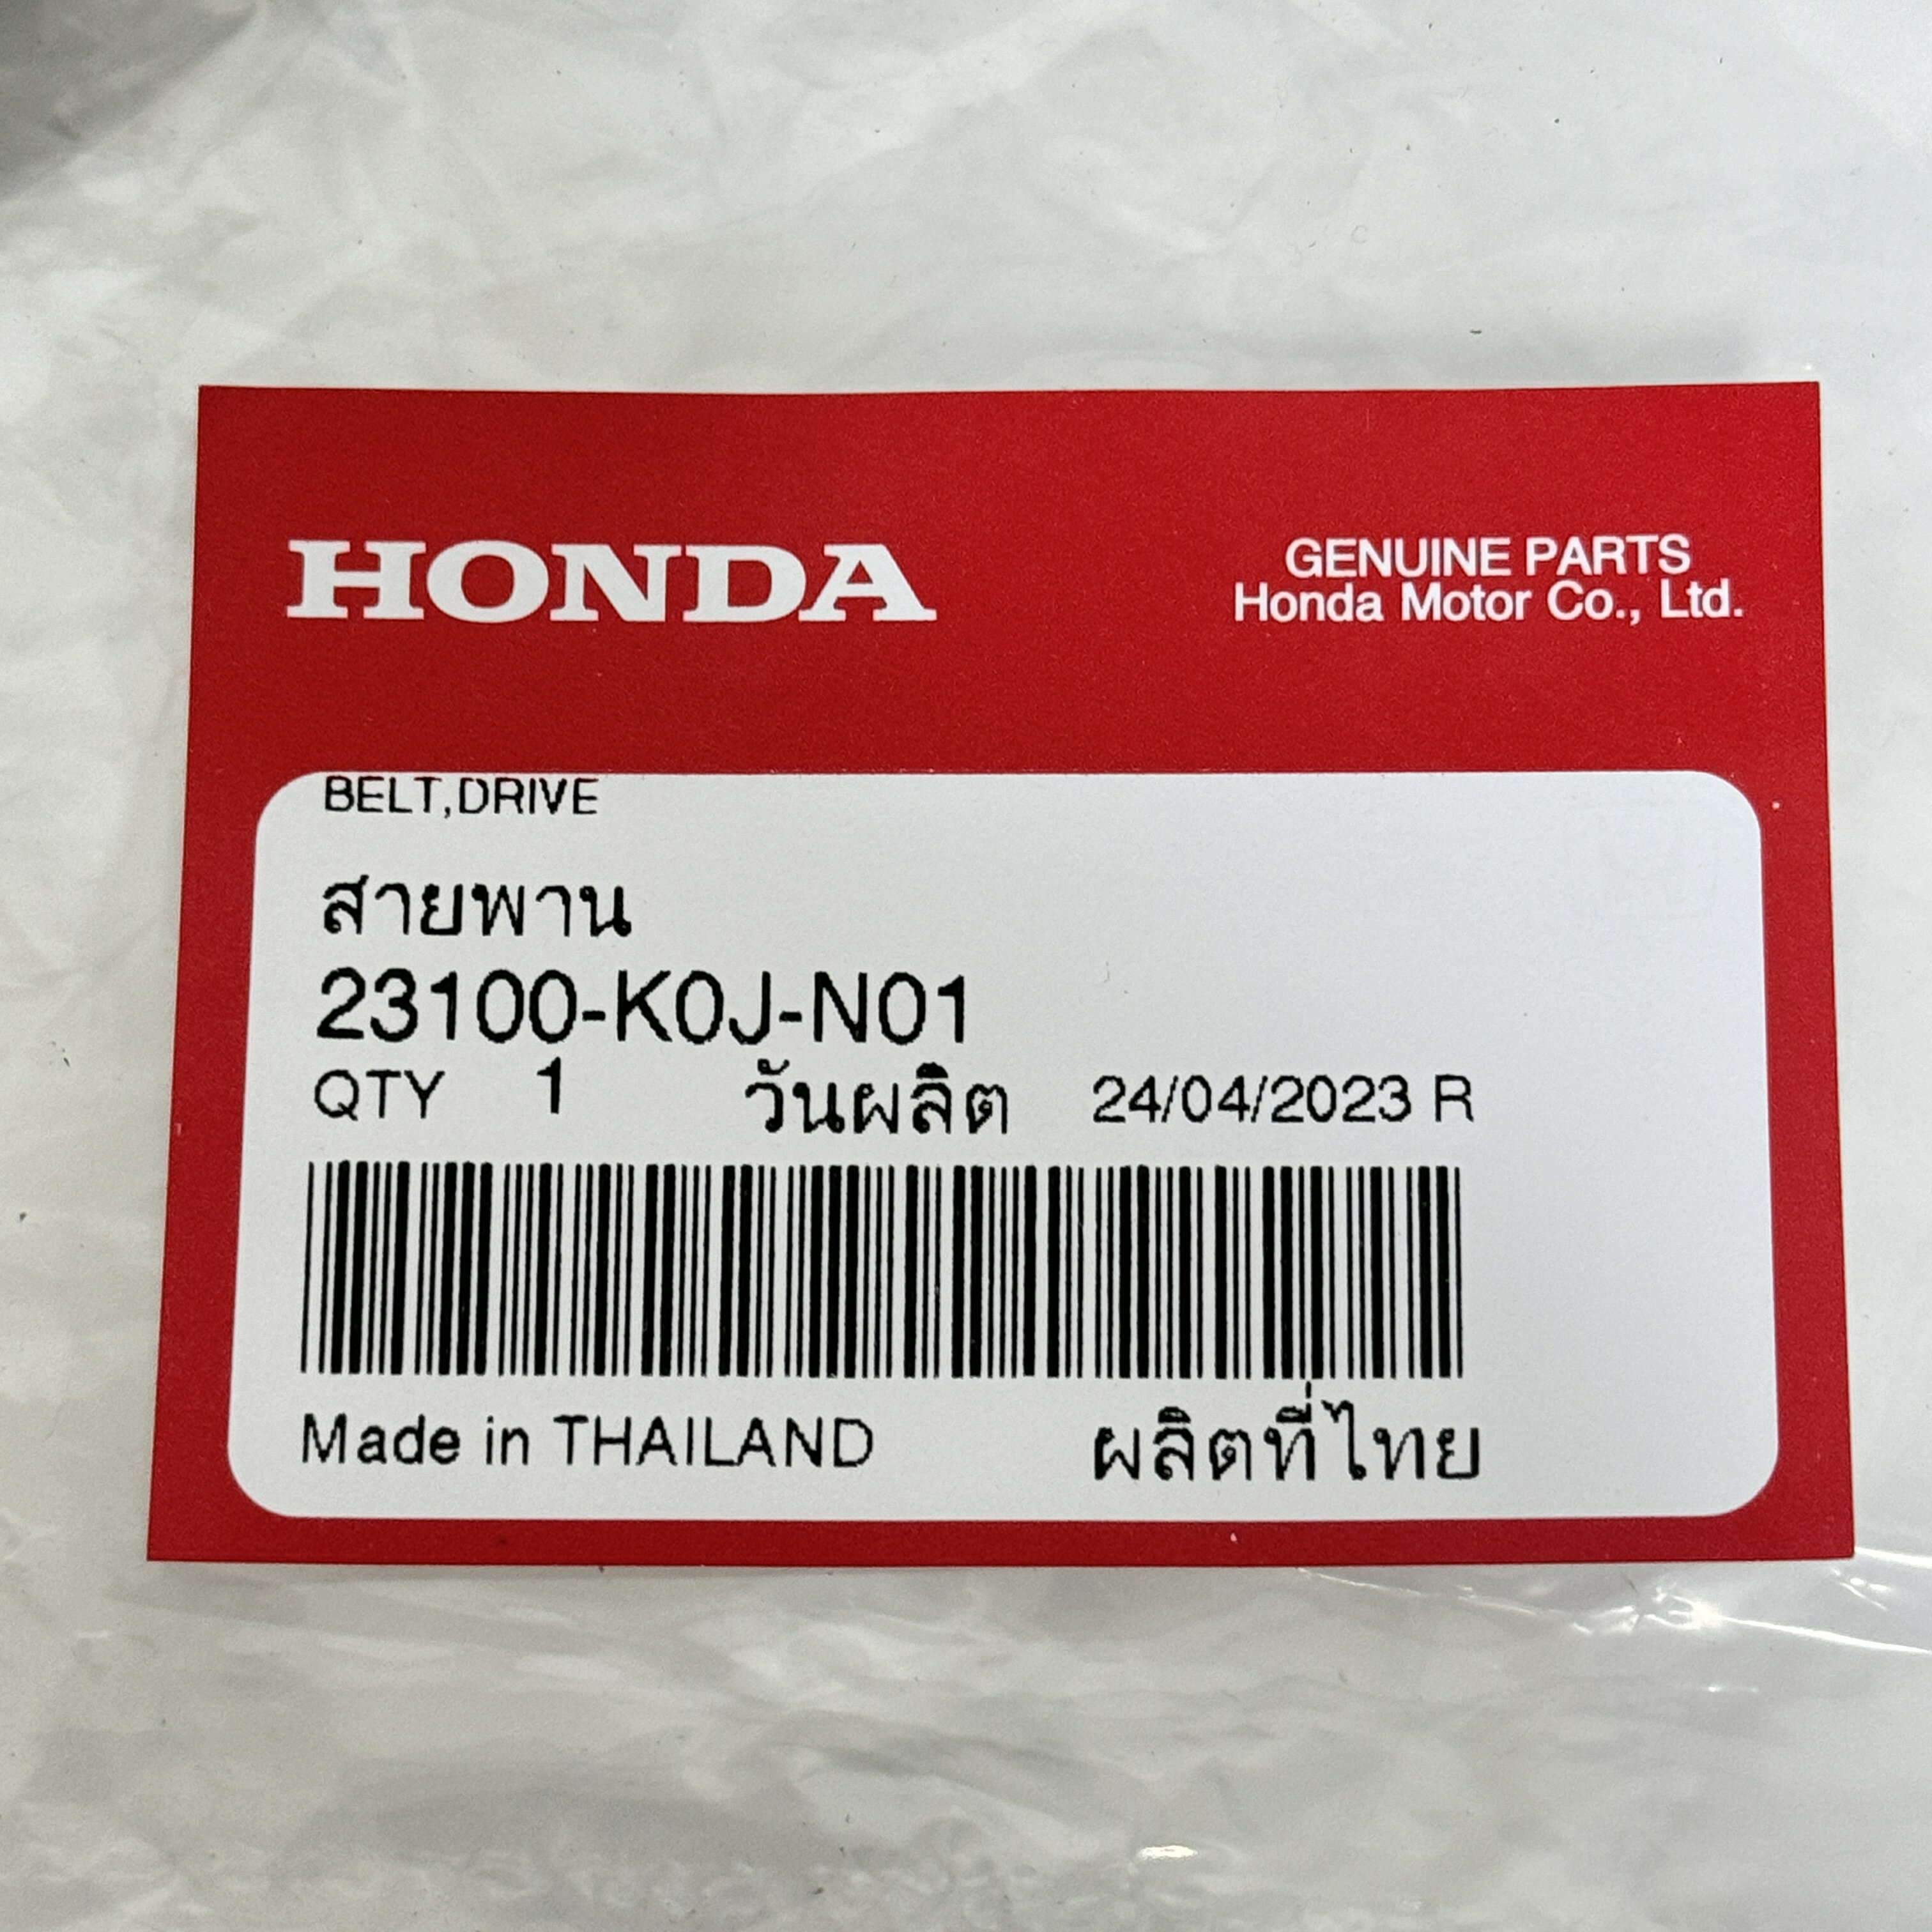 HONDA
GENUINE PARTS
Honda Motor Co., Ltd.
BELT,DRIVE
สายพาน
23100-K0J-N01
QTY 1 วันผลิต 24/04/2023 R
Made in THAILAND ผลิตที่ไทย